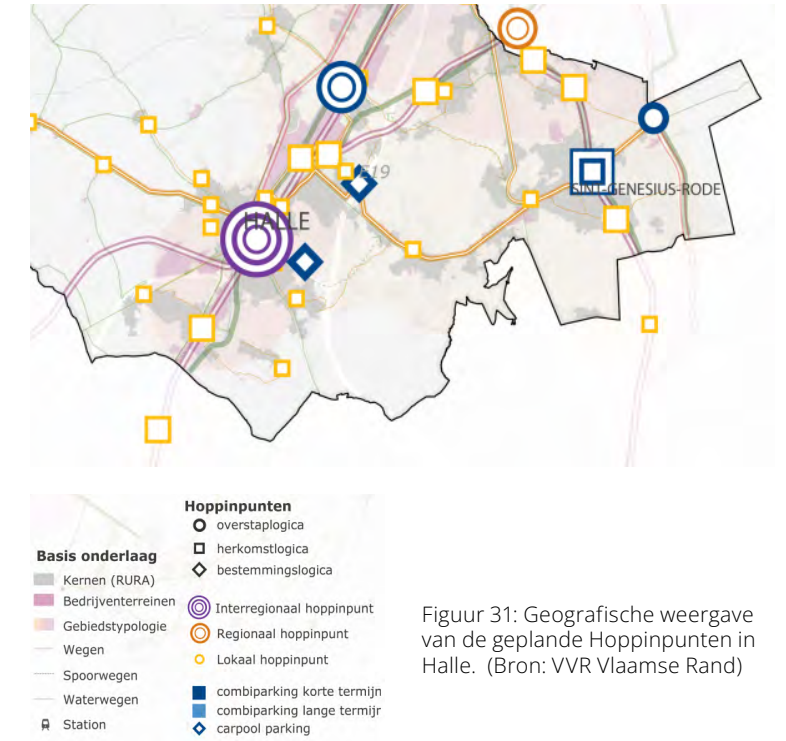 E19
SINT-GENESIUS-RODE
HALLE
Hoppinpunten
overstaplogica
herkomstlogica
bestemmingslogica
Interregionaal hoppinpunt
Regionaal hoppinpunt
Lokaal hoppinpunt
combiparking korte termijn
combiparking lange termijr
carpool parking
Basis onderlaag
Kernen (RURA)
Bedrijventerreinen
Gebiedstypologie
Wegen
Spoorwegen
Waterwegen
Station
Figuur 31: Geografische weergave
van de geplande Hoppinpunten in
Halle. (Bron: VVR Vlaamse Rand)